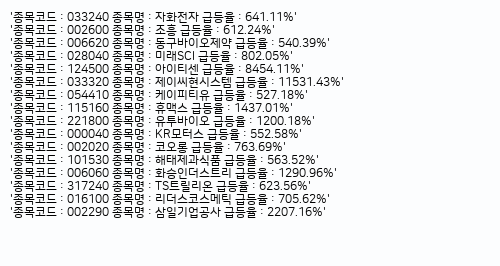 '종목코드 : 033240 종목명 : 자화전자 급등율 : 641.11%'
'종목코드 : 002600 종목명 : 조흥 급등율 : 612.24%'
'종목코드 : 006620 종목명 : 동구바이오제약 급등율 : 540.39%'
'종목코드 : 028040 종목명 : 미래SCI 급등율 : 802.05%'
'종목코드 : 124500 종목명 : 아이티센 급등율 : 8454.11%'
'종목코드 : 033320 종목명 : 제이씨현시스템 급등율 : 11531.43%'
'종목코드 : 054410 종목명 : 케이피티유 급등율 : 527.18%'
'종목코드 : 115160 종목명 : 휴맥스 급등율 : 1437.01%'
'종목코드 : 221800 종목명 : 유투바이오 급등율 : 1200.18%'
'종목코드 : 000040 종목명 : KR모터스 급등율 : 552.58%'
'종목코드 : 002020 종목명 : 코오롱 급등율 : 763.69%'
'종목코드 : 101530 종목명 : 해태제과식품 급등율 : 563.52%'
'종목코드 : 006060 종목명 : 화승인더스트리 급등율 : 1290.96%'
'종목코드 : 317240 종목명 : TS트릴리온 급등율 : 623.56%'
'종목코드 : 016100 종목명 : 리더스코스메틱 급등율 : 705.62%'
'종목코드 : 002290 종목명 : 삼일기업공사 급등율 : 2207.16%'